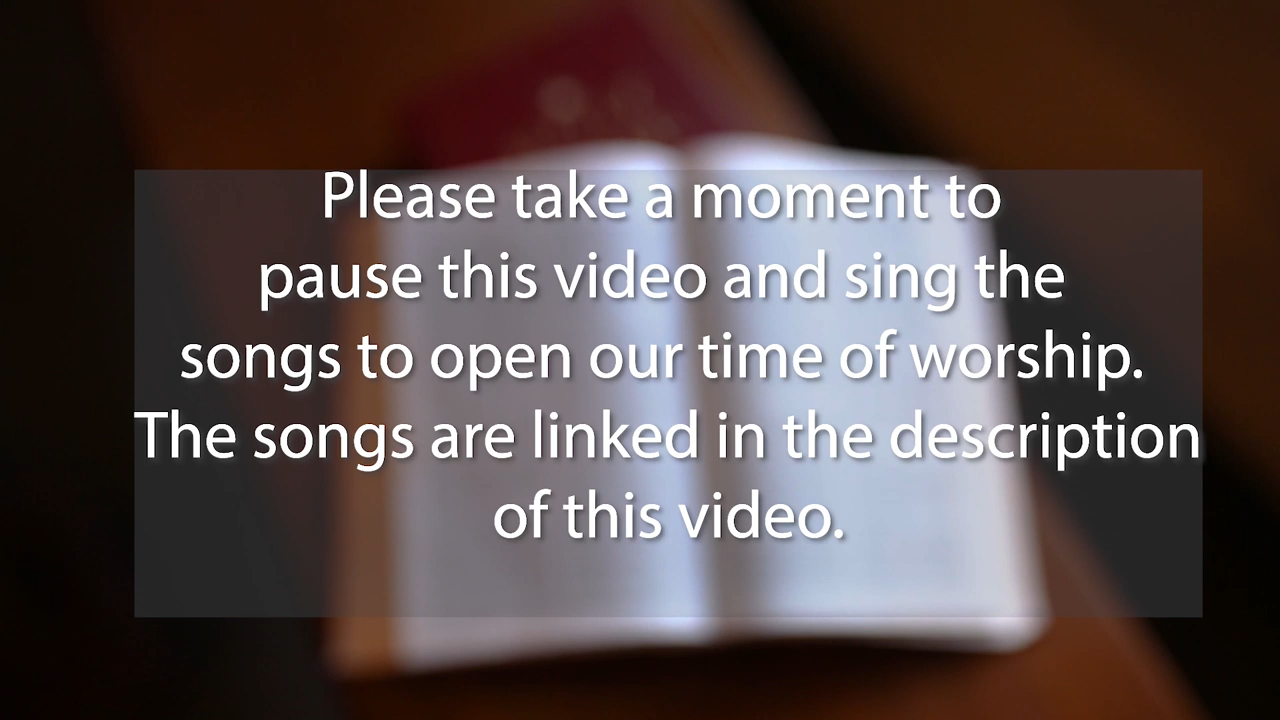 Please take a moment to
pause this video and sing the
songs to open our time of worship.
The songs are linked in the description
of this video.